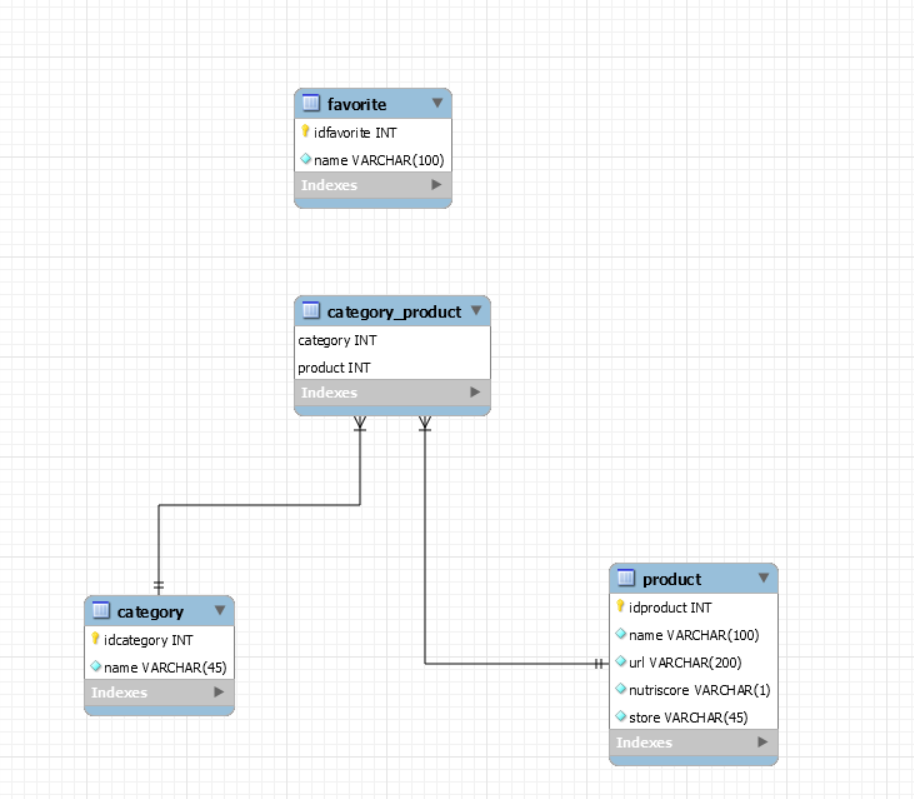 favorite
idfavorite INT
name VARCHAR(100)
Indexes
category_product
category INT
product INT
Indexes
category
idcategory INT
name VARCHAR(45)
Indexes
product
idproduct INT
name VARCHAR(100)
url VARCHAR(200)
nutriscore VARCHAR(1)
store VARCHAR(45)
Indexes